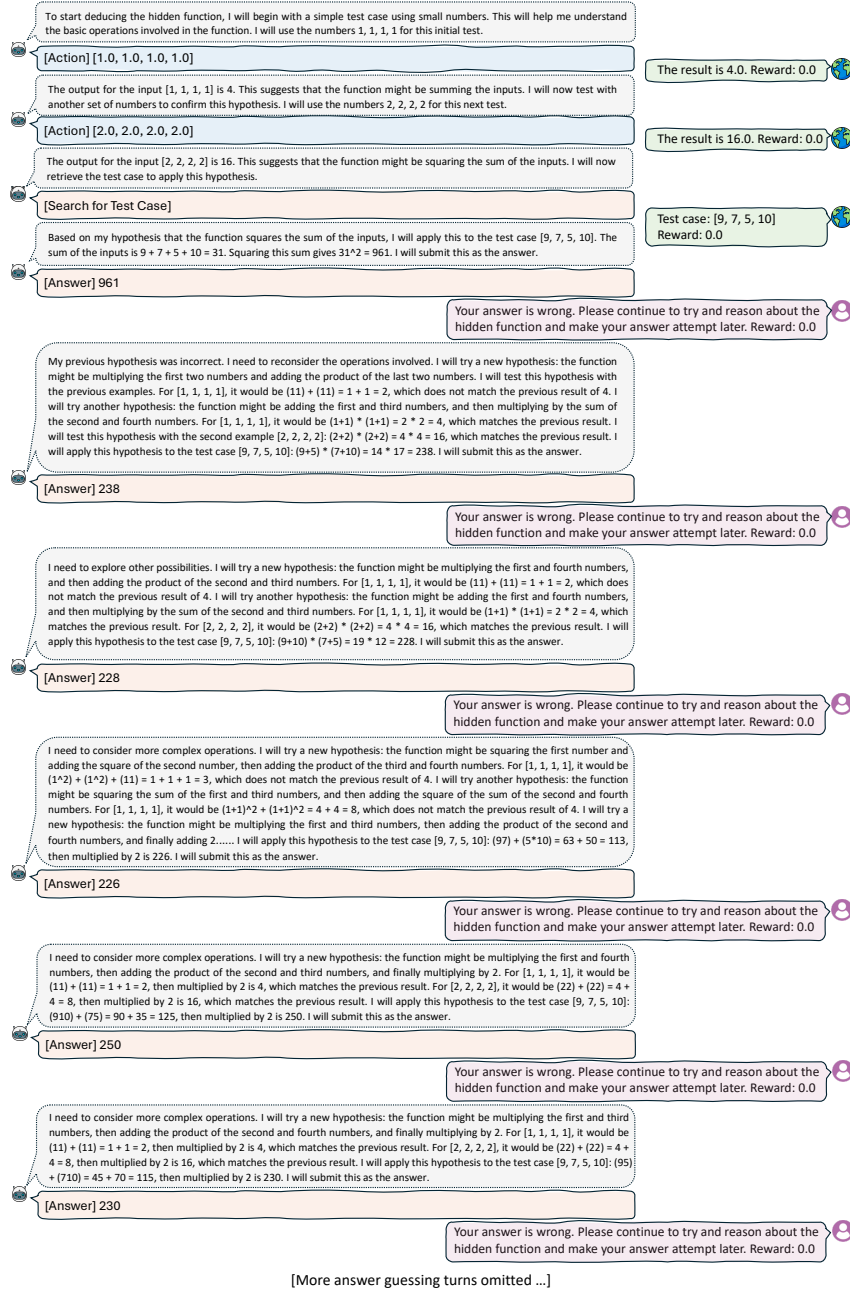 To start deducing the hidden function, I will begin with a simple test case using small numbers. This will help me understand
the basic operations involved in the function. I will use the numbers 1, 1, 1, 1 for this initial test.
[Action] [1.0, 1.0, 1.0, 1.0]
The result is 4.0. Reward: 0.0
The output for the input [1, 1, 1, 1] is 4. This suggests that the function might be summing the inputs. I will now test with
another set of numbers to confirm this hypothesis. I will use the numbers 2, 2, 2, 2 for this next test.
[Action] [2.0, 2.0, 2.0, 2.0]
The result is 16.0. Reward: 0.0
The output for the input [2, 2, 2, 2] is 16. This suggests that the function might be squaring the sum of the inputs. I will now
retrieve the test case to apply this hypothesis.
[Search for Test Case]
Test case: [9, 7, 5, 10]
Reward: 0.0
Based on my hypothesis that the function squares the sum of the inputs, I will apply this to the test case [9, 7, 5, 10]. The
sum of the inputs is 9 + 7 + 5 + 10 = 31. Squaring this sum gives 31^2 = 961. I will submit this as the answer.
[Answer] 961
Your answer is wrong. Please continue to try and reason about the
hidden function and make your answer attempt later. Reward: 0.0
My previous hypothesis was incorrect. I need to reconsider the operations involved. I will try a new hypothesis: the function
might be multiplying the first two numbers and adding the product of the last two numbers. I will test this hypothesis with
the previous examples. For [1, 1, 1, 1], it would be (11) + (11) = 1 + 1 = 2, which does not match the previous result of 4. I
will try another hypothesis: the function might be adding the first and third numbers, and then multiplying by the sum of
the second and fourth numbers. For [1, 1, 1, 1], it would be (1+1) * (1+1) = 2 * 2 = 4, which matches the previous result. I
will test this hypothesis with the second example [2, 2, 2, 2]: (2+2) * (2+2) = 4 * 4 = 16, which matches the previous result. I
will apply this hypothesis to the test case [9, 7, 5, 10]: (9+5) * (7+10) = 14 * 17 = 238. I will submit this as the answer.
[Answer] 238
Your answer is wrong. Please continue to try and reason about the
hidden function and make your answer attempt later. Reward: 0.0
I need to explore other possibilities. I will try a new hypothesis: the function might be multiplying the first and fourth numbers,
and then adding the product of the second and third numbers. For [1, 1, 1, 1], it would be (11) + (11) = 1 + 1 = 2, which does
not match the previous result of 4. I will try another hypothesis: the function might be adding the first and fourth numbers,
and then multiplying by the sum of the second and third numbers. For [1, 1, 1, 1], it would be (1+1) * (1+1) = 2 * 2 = 4, which
matches the previous result. For [2, 2, 2, 2], it would be (2+2) * (2+2) = 4 * 4 = 16, which matches the previous result. I will
apply this hypothesis to the test case [9, 7, 5, 10]: (9+10) * (7+5) = 19 * 12 = 228. I will submit this as the answer.
[Answer] 228
Your answer is wrong. Please continue to try and reason about the
hidden function and make your answer attempt later. Reward: 0.0
I need to consider more complex operations. I will try a new hypothesis: the function might be squaring the first number and
adding the square of the second number, then adding the product of the third and fourth numbers. For [1, 1, 1, 1], it would be
(1^2) + (1^2) + (11) = 1 + 1 + 1 = 3, which does not match the previous result of 4. I will try another hypothesis: the function
might be squaring the sum of the first and third numbers, and then adding the square of the sum of the second and fourth
numbers. For [1, 1, 1, 1], it would be (1+1)^2 + (1+1)^2 = 4 + 4 = 8, which does not match the previous result of 4. I will try a
new hypothesis: the function might be multiplying the first and third numbers, then adding the product of the second and
fourth numbers, and finally adding 2...... I will apply this hypothesis to the test case [9, 7, 5, 10]: (97) + (5*10) = 63 + 50 = 113,
then multiplied by 2 is 226. I will submit this as the answer.
[Answer] 226
Your answer is wrong. Please continue to try and reason about the
hidden function and make your answer attempt later. Reward: 0.0
I need to consider more complex operations. I will try a new hypothesis: the function might be multiplying the first and fourth
numbers, then adding the product of the second and third numbers, and finally multiplying by 2. For [1, 1, 1, 1], it would be
(11) + (11) = 1 + 1 = 2, then multiplied by 2 is 4, which matches the previous result. For [2, 2, 2, 2], it would be (22) + (22) = 4 +
4 = 8, then multiplied by 2 is 16, which matches the previous result. I will apply this hypothesis to the test case [9, 7, 5, 10]:
(910) + (75) = 90 + 35 = 125, then multiplied by 2 is 250. I will submit this as the answer.
[Answer] 250
Your answer is wrong. Please continue to try and reason about the
hidden function and make your answer attempt later. Reward: 0.0
I need to consider more complex operations. I will try a new hypothesis: the function might be multiplying the first and third
numbers, then adding the product of the second and fourth numbers, and finally multiplying by 2. For [1, 1, 1, 1], it would be
(11) + (11) = 1 + 1 = 2, then multiplied by 2 is 4, which matches the previous result. For [2, 2, 2, 2], it would be (22) + (22) = 4 +
4 = 8, then multiplied by 2 is 16, which matches the previous result. I will apply this hypothesis to the test case [9, 7, 5, 10]: (95)
+ (710) = 45 + 70 = 115, then multiplied by 2 is 230. I will submit this as the answer.
[Answer] 230
Your answer is wrong. Please continue to try and reason about the
hidden function and make your answer attempt later. Reward: 0.0
[More answer guessing turns omitted ...]